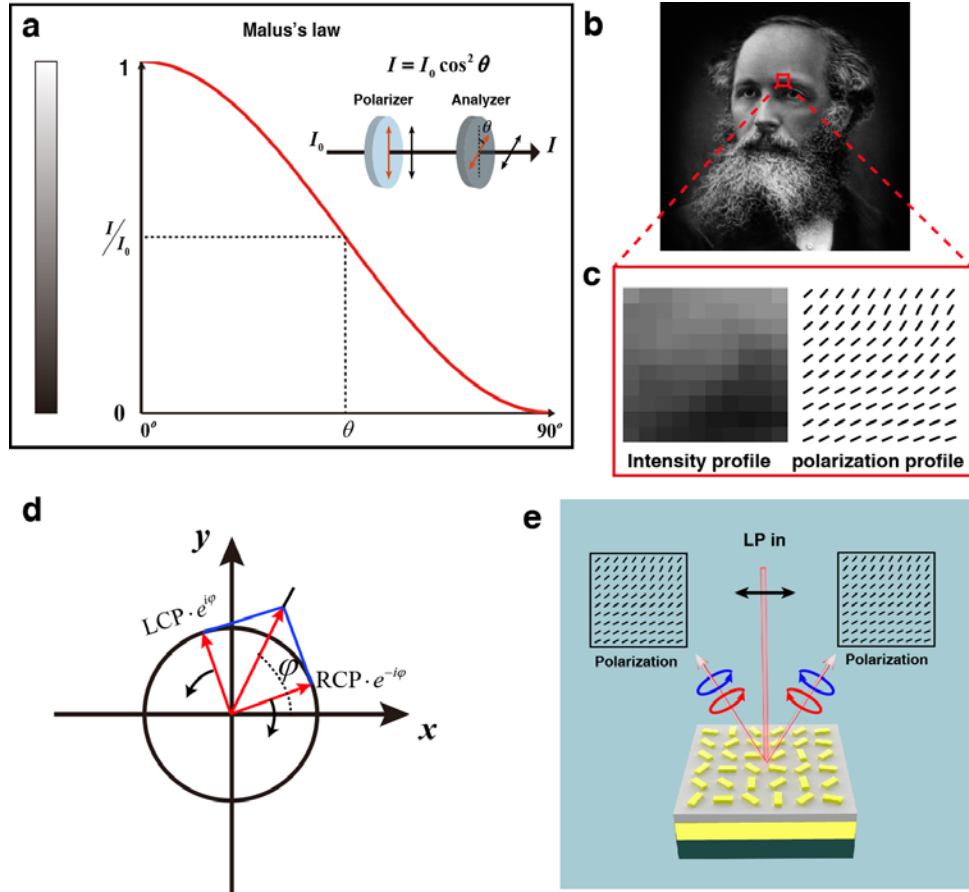 a
Malus's law
1
I = I₀ cos² θ
Polarizer
Analyzer
θ
I₀
I
I/I₀
0
0°
θ
90°
b
c
Intensity profile
polarization profile
d
y
LCP · e^{iφ}
φ
RCP · e^{-iφ}
x
e
LP in
Polarization
Polarization